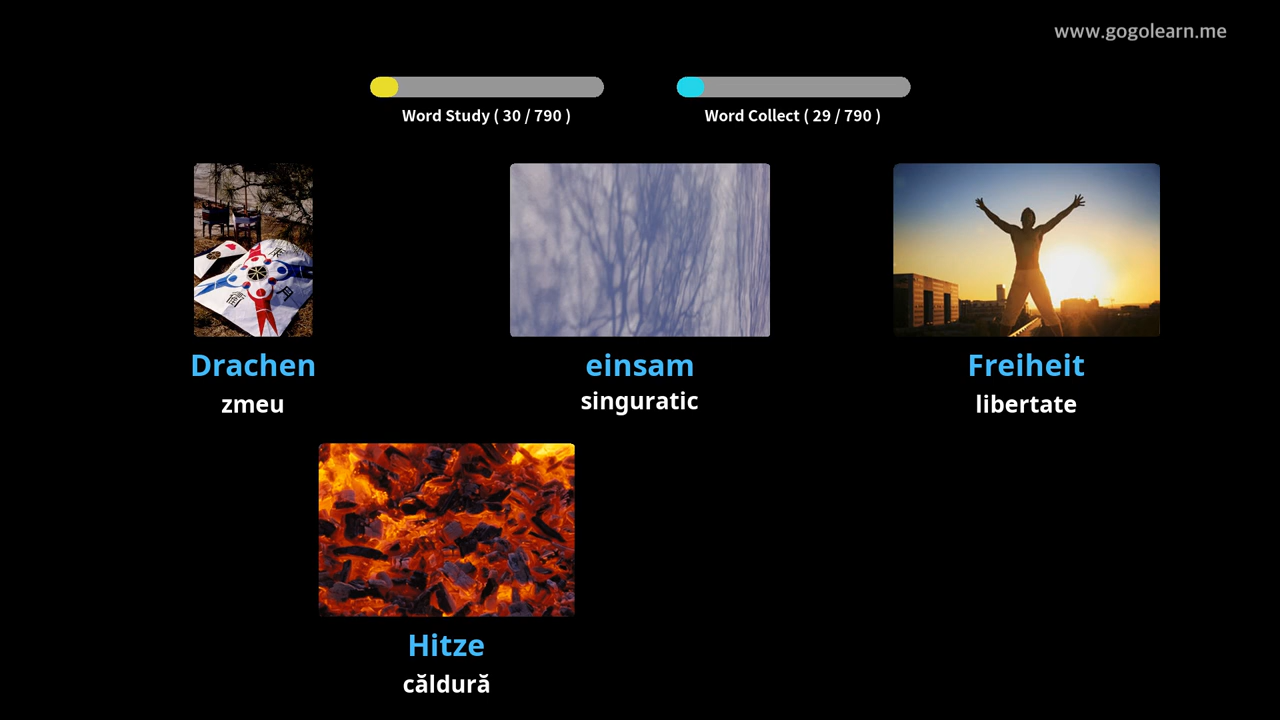 www.gogolearn.me
Word Study ( 30 / 790 )
Word Collect ( 29 / 790 )
Drachen
zmeu
einsam
singuratic
Freiheit
libertate
Hitze
căldură